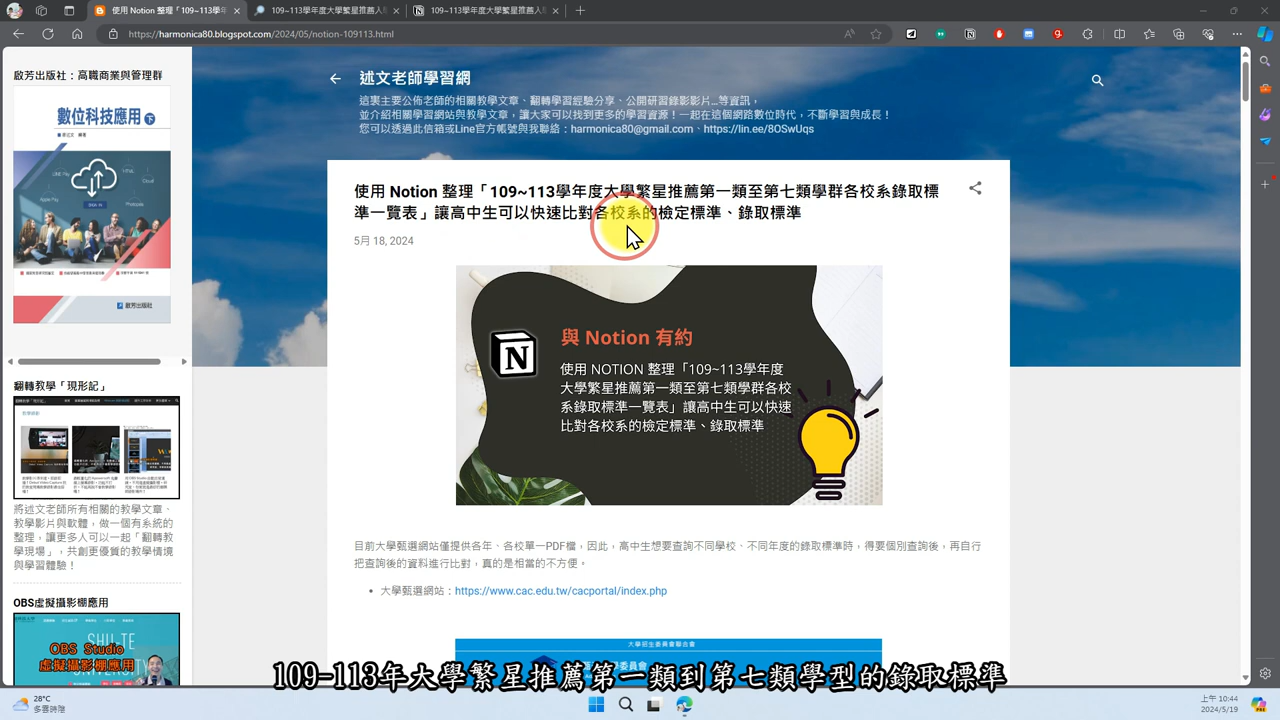 使用 Notion 整理「109~113學年
109~113學年度大學繁星推薦人
109~113學年度大學繁星推薦人
https://harmonica80.blogspot.com/2024/05/notion-109113.html
啟芳出版社：高職商業與管理群
數位科技應用 下
啟芳出版社
翻轉教學「現形記」
將述文老師所有相關的教學文章、
教學影片與軟體，做一個有系統的
整理，讓更多人可以一起「翻轉教
學現場」，共創更優質的教學情境
與學習體驗！
OBS虛擬攝影棚應用
SHU-TE
UNIVERSITY
OBS Studio
虛擬攝影棚應用
述文老師學習網
這裏主要公佈老師的相關教學文章、翻轉學習經驗分享、公開研習錄影影片...等資訊，
並介紹相關學習網站與教學文章，讓大家可以找到更多的學習資源！一起在這個網路數位時代，不斷學習與成長！
您可以透過此信箱或Line官方帳號與我聯絡：harmonica80@gmail.com、https://lin.ee/8OSwUqs
使用 Notion 整理「109~113學年度大學繁星推薦第一類至第七類學群各校系錄取標
準一覽表」讓高中生可以快速比對各校系的檢定標準、錄取標準
5月 18, 2024
與 Notion 有約
使用 NOTION 整理「109~113學年度
大學繁星推薦第一類至第七類學群各校
系錄取標準一覽表」讓高中生可以快速
比對各校系的檢定標準、錄取標準
目前大學甄選網站僅提供各年、各校單一PDF檔，因此，高中生想要查詢不同學校、不同年度的錄取標準時，得要個別查詢後，再自行
把查詢後的資料進行比對，真的是相當的不方便。
大學甄選網站：https://www.cac.edu.tw/cacportal/index.php
大學招生委員會聯合會
109-113年大學繁星推薦第一類到第七類學型的錄取標準
28°C
多雲時陰
上午 10:44
2024/5/19